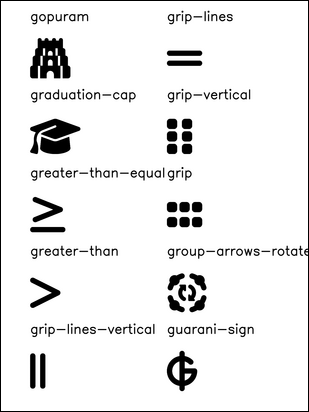 gopuram grip-lines
graduation-cap grip-vertical
greater-than-equal grip
greater-than group-arrows-rotate
grip-lines-vertical guarani-sign